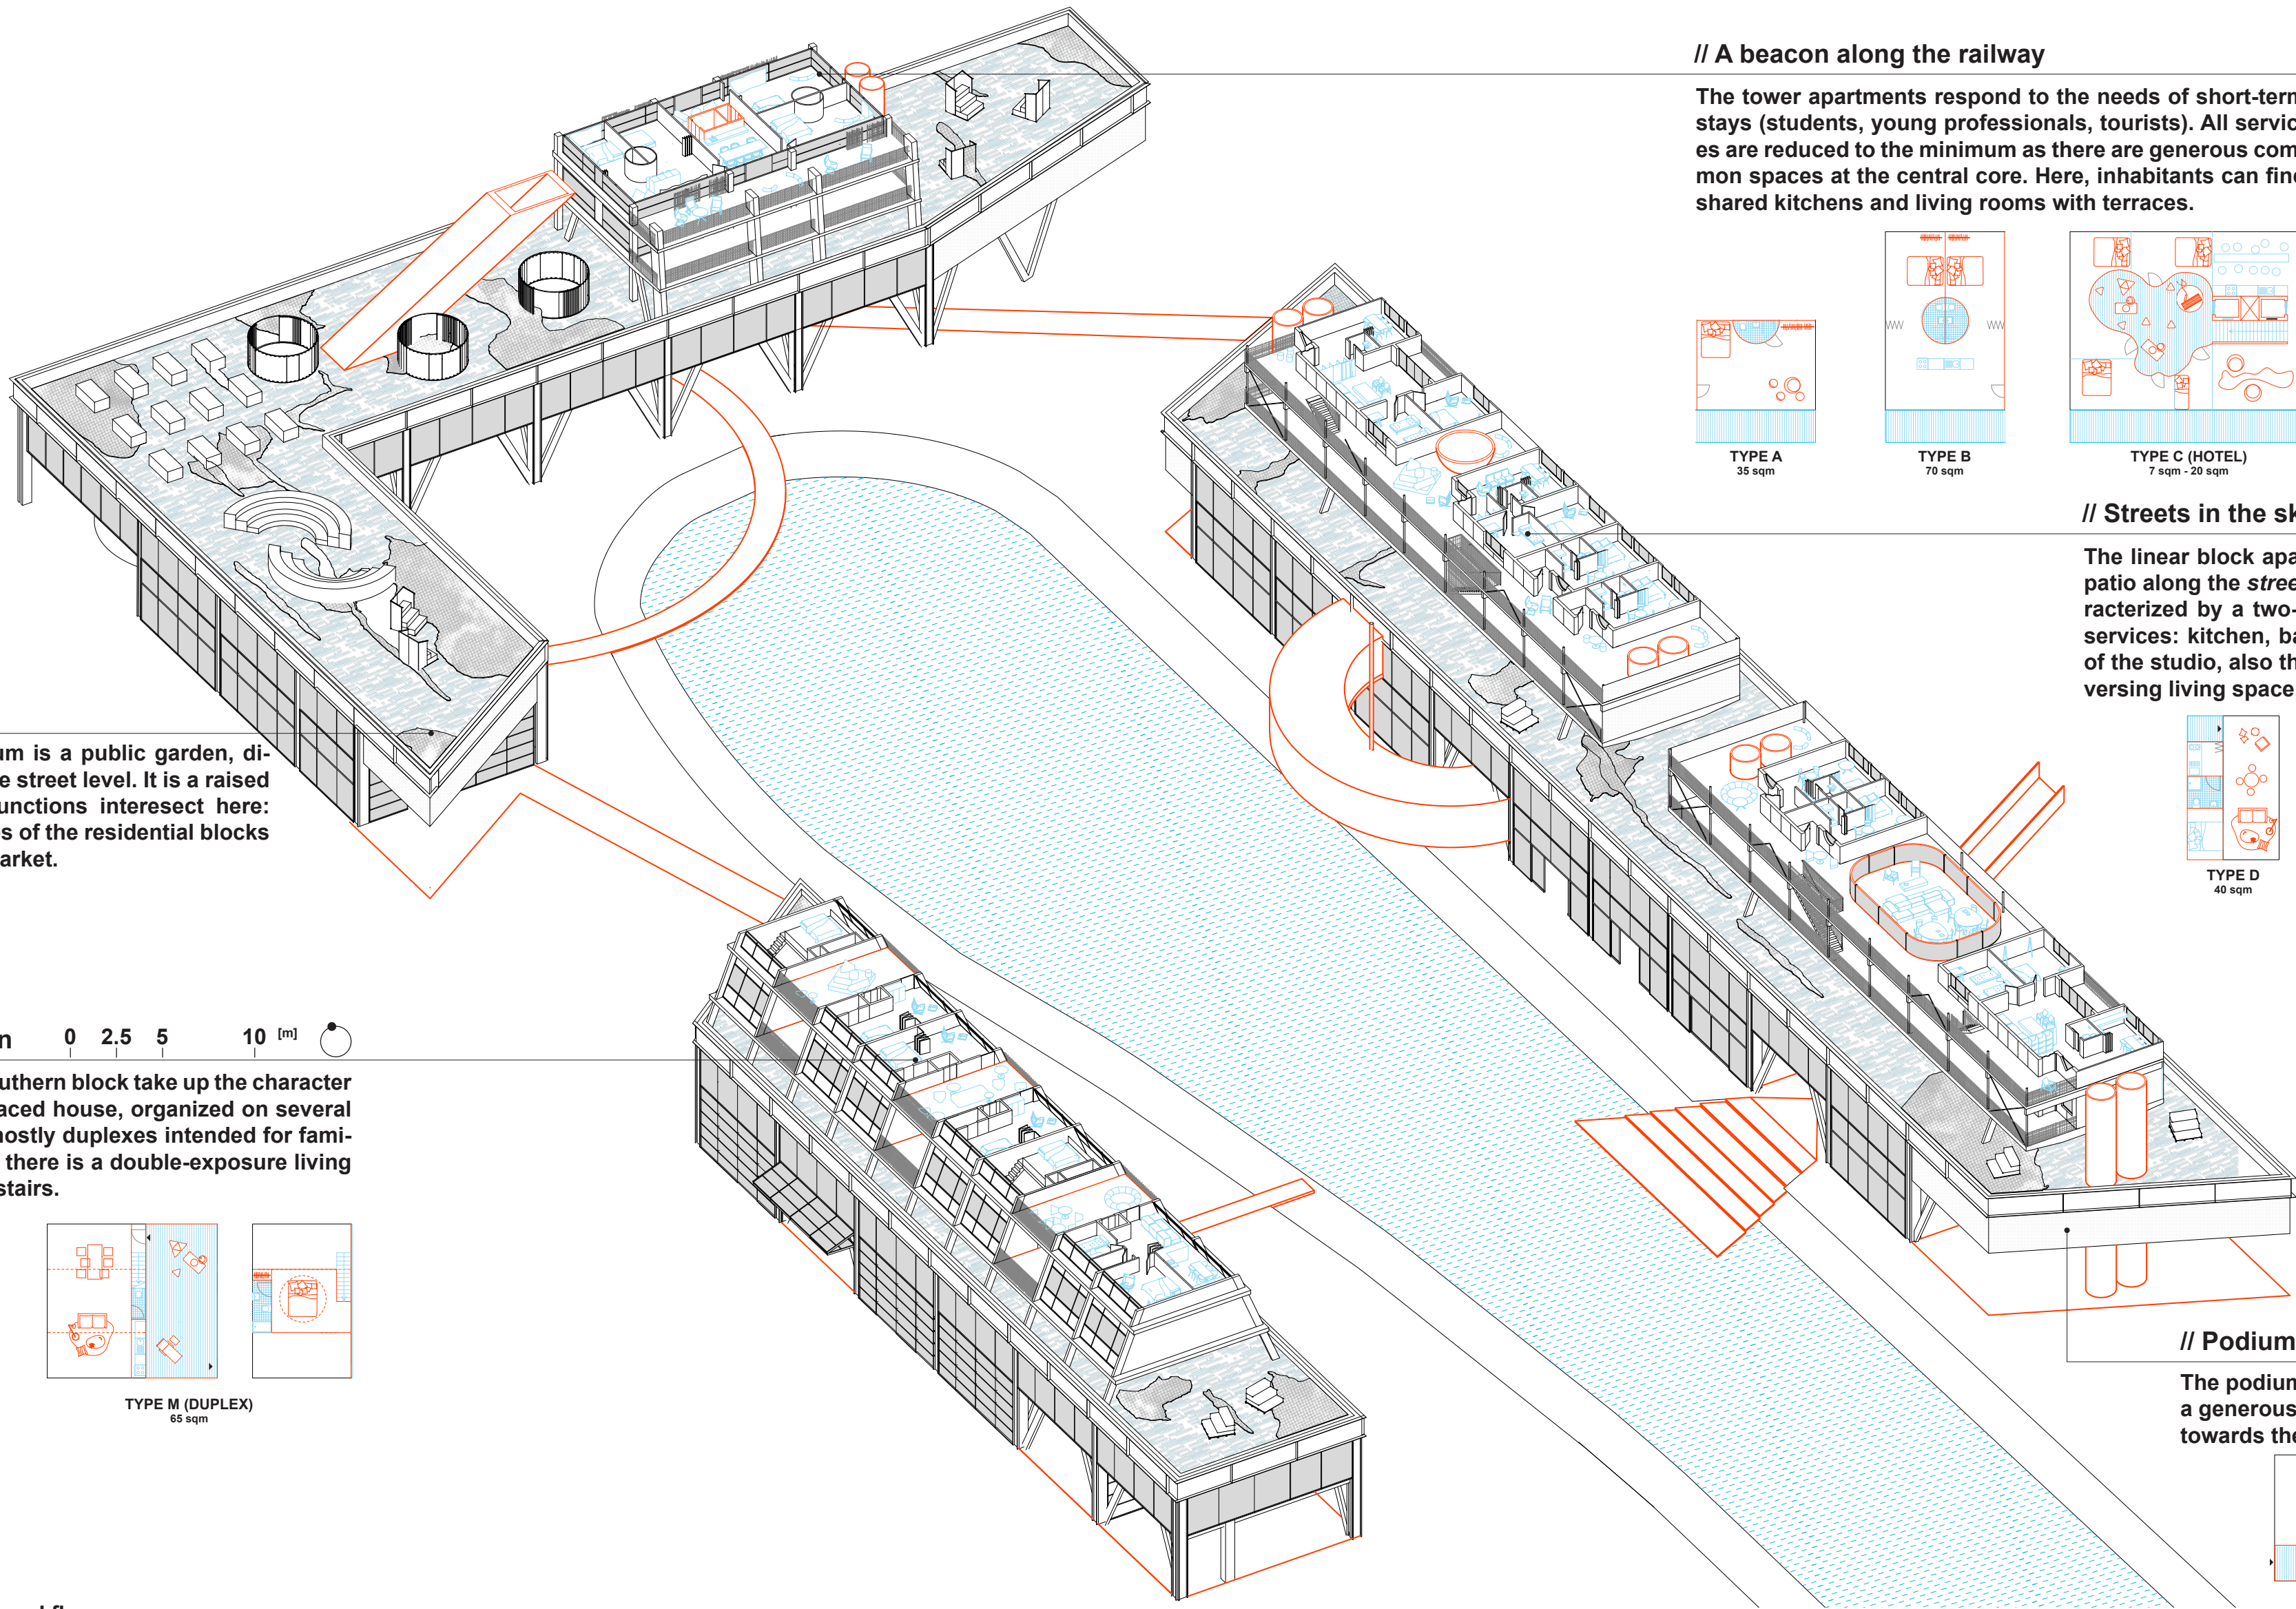 // A beacon along the railway
The tower apartments respond to the needs of short-term
stays (students, young professionals, tourists). All servic-
es are reduced to the minimum as there are generous com-
mon spaces at the central core. Here, inhabitants can find
shared kitchens and living rooms with terraces.
TYPE A
35 sqm
TYPE B
70 sqm
TYPE C (HOTEL)
7 sqm - 20 sqm
// Streets in the sk
The linear block apa
patio along the stree
racterized by a two-
services: kitchen, ba
of the studio, also th
versing living space
TYPE D
40 sqm
um is a public garden, di-
e street level. It is a raised
unctions interesect here:
s of the residential blocks
arket.
n
0 2.5 5 10 [m]
uthern block take up the character
aced house, organized on several
nostly duplexes intended for fami-
there is a double-exposure living
stairs.
TYPE M (DUPLEX)
65 sqm
// Podium
The podium
a generous
towards the